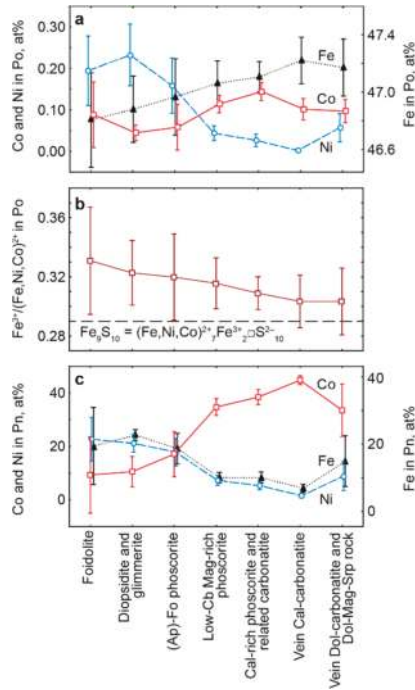 a
Co and Ni in Po, at%
0.30
0.20
0.10
0.00
Fe
Co
Ni
47.4
47.0
46.6
Fe in Po, at%
b
Fe³⁺/(Fe,Ni,Co)²⁺ in Po
0.36
0.32
0.28
Fe₉S₁₀ = (Fe,Ni,Co)²⁺₇Fe³⁺₂□S²⁻₁₀
c
Co and Ni in Pn, at%
40
20
0
Co
Fe
Ni
40
30
20
10
0
Fe in Pn, at%
Foidolite
Diopsidite and
glimmerite
(Ap)-Fo phoscorite
Low-Cb Mag-rich
phoscorite
Cal-rich phoscorite and
related carbonatite
Vein Cal-carbonatite
Vein Dol-carbonatite and
Dol-Mag-Srp rock